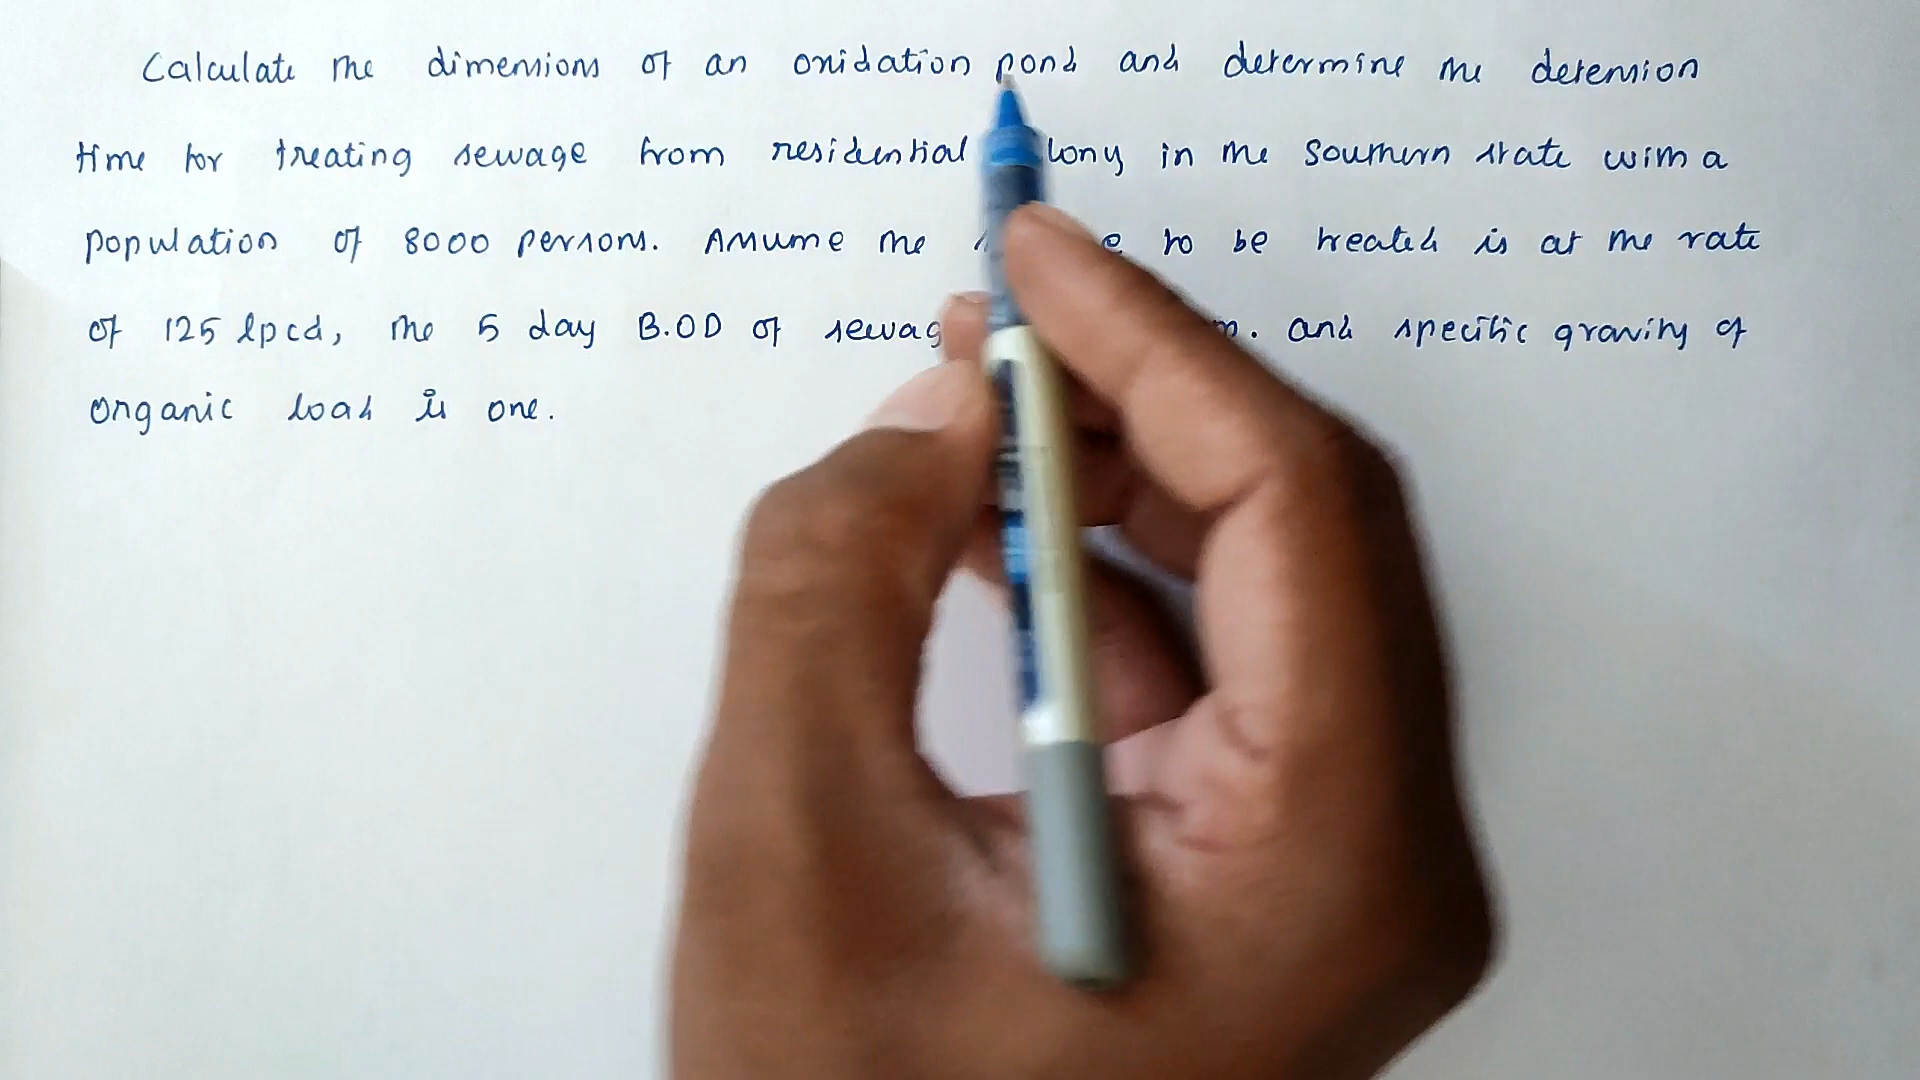 Calculate the dimensions of an oxidation pond and determine the detension
time for treating sewage from residential lony in the southern state with a
population of 8000 persons. Assume the to be treated is at the rate
of 125 lpcd, the 5 day B.OD of sewag . and specific gravity of
organic load is one.